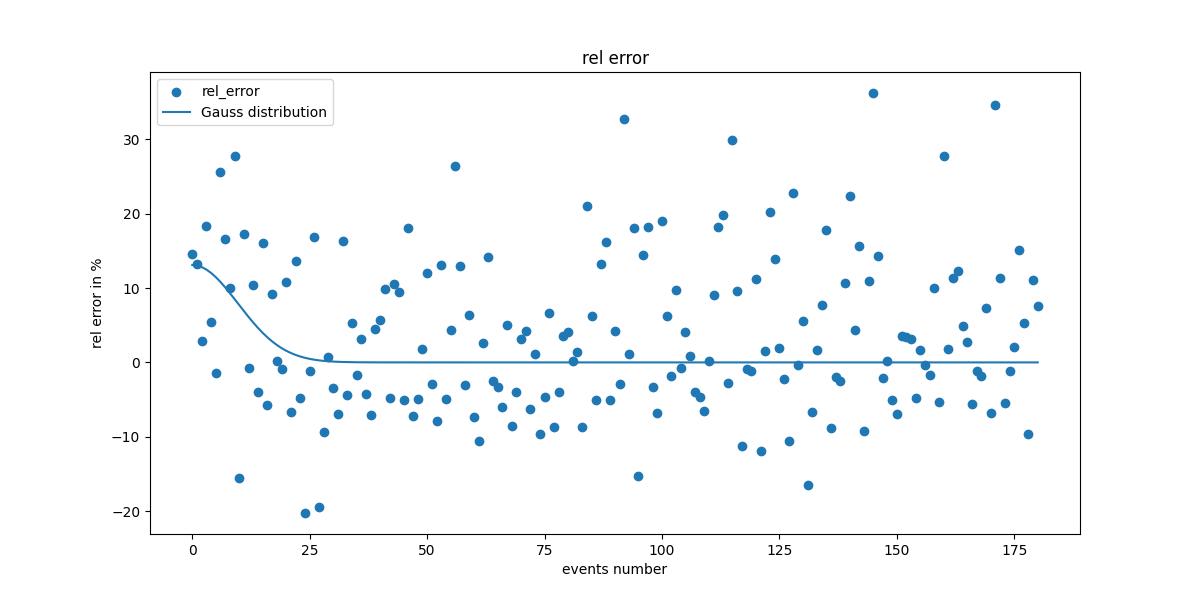 rel error
rel_error
Gauss distribution
rel error in %
30
20
10
0
−10
−20
0
25
50
75
100
125
150
175
events number